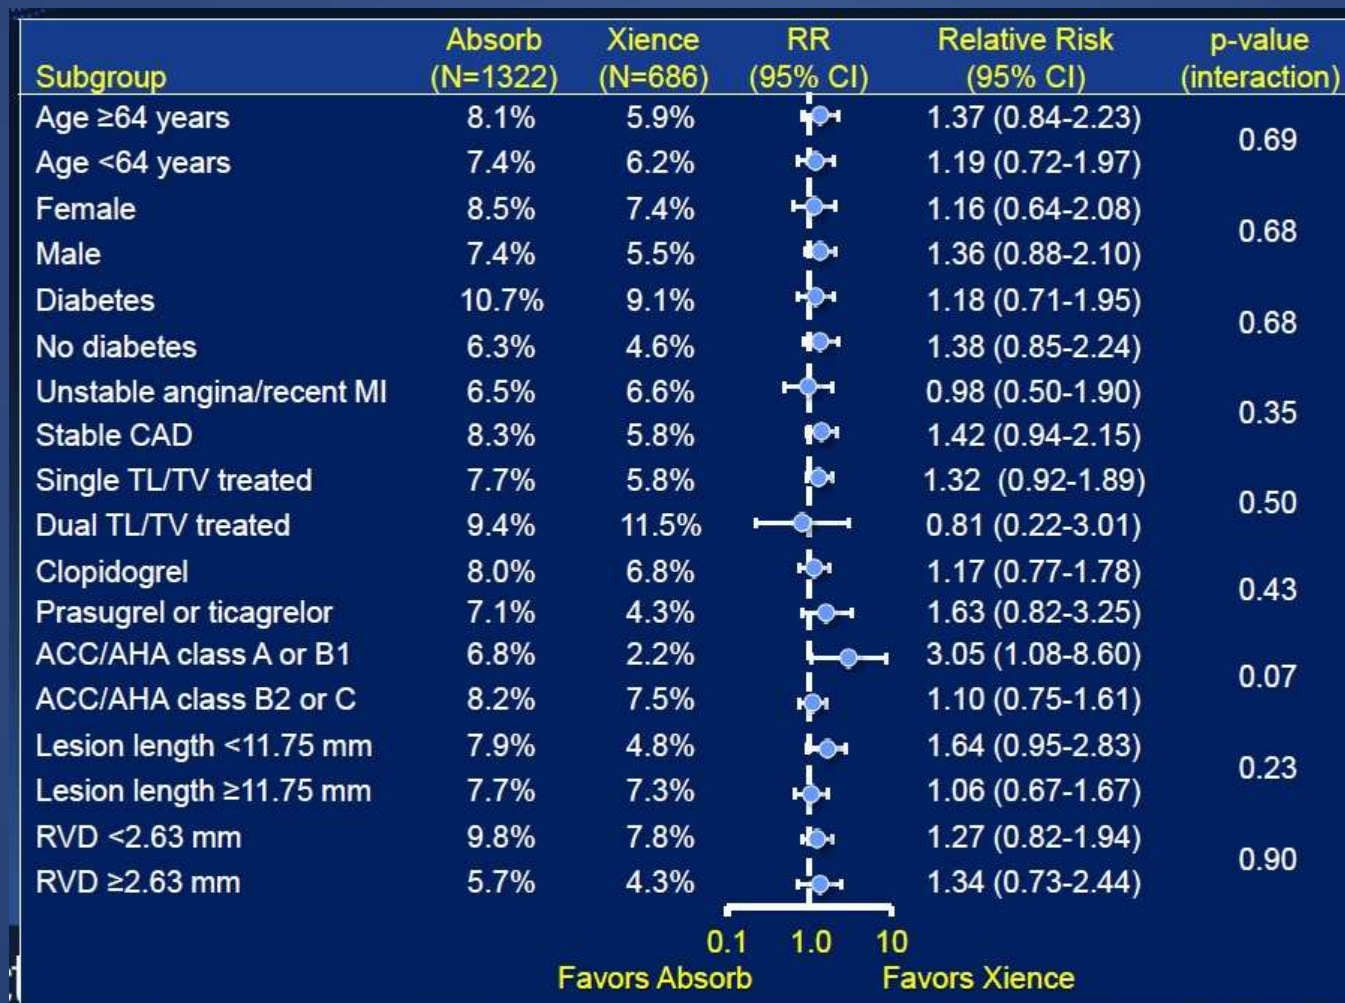 Subgroup Absorb (N=1322) Xience (N=686) RR (95% CI) Relative Risk (95% CI) p-value (interaction)
Age ≥64 years 8.1% 5.9% 1.37 (0.84-2.23) 0.69
Age <64 years 7.4% 6.2% 1.19 (0.72-1.97)
Female 8.5% 7.4% 1.16 (0.64-2.08) 0.68
Male 7.4% 5.5% 1.36 (0.88-2.10)
Diabetes 10.7% 9.1% 1.18 (0.71-1.95) 0.68
No diabetes 6.3% 4.6% 1.38 (0.85-2.24)
Unstable angina/recent MI 6.5% 6.6% 0.98 (0.50-1.90) 0.35
Stable CAD 8.3% 5.8% 1.42 (0.94-2.15)
Single TL/TV treated 7.7% 5.8% 1.32 (0.92-1.89) 0.50
Dual TL/TV treated 9.4% 11.5% 0.81 (0.22-3.01)
Clopidogrel 8.0% 6.8% 1.17 (0.77-1.78) 0.43
Prasugrel or ticagrelor 7.1% 4.3% 1.63 (0.82-3.25)
ACC/AHA class A or B1 6.8% 2.2% 3.05 (1.08-8.60) 0.07
ACC/AHA class B2 or C 8.2% 7.5% 1.10 (0.75-1.61)
Lesion length <11.75 mm 7.9% 4.8% 1.64 (0.95-2.83) 0.23
Lesion length ≥11.75 mm 7.7% 7.3% 1.06 (0.67-1.67)
RVD <2.63 mm 9.8% 7.8% 1.27 (0.82-1.94) 0.90
RVD ≥2.63 mm 5.7% 4.3% 1.34 (0.73-2.44)
0.1 1.0 10
Favors Absorb Favors Xience